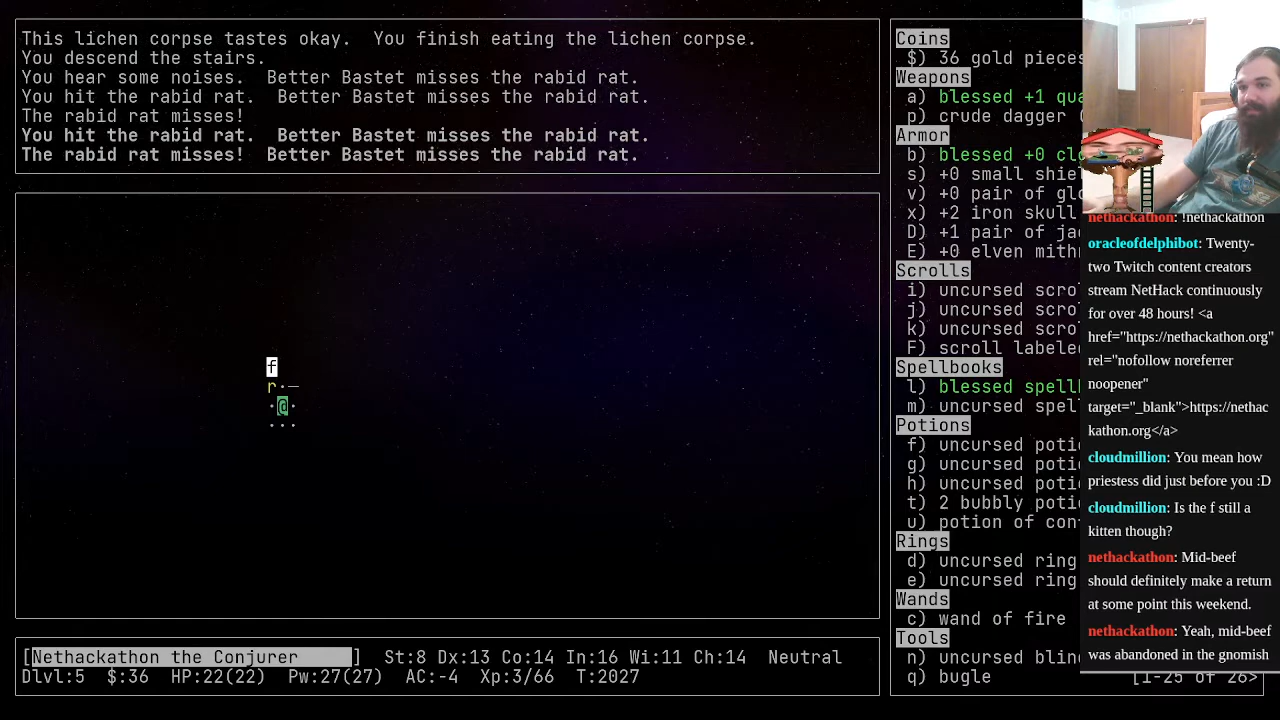 This lichen corpse tastes okay.  You finish eating the lichen corpse.
You descend the stairs.
You hear some noises.  Better Bastet misses the rabid rat.
You hit the rabid rat.  Better Bastet misses the rabid rat.
The rabid rat misses!
You hit the rabid rat.  Better Bastet misses the rabid rat.
The rabid rat misses!  Better Bastet misses the rabid rat.
f
r·—
·@·
···
[Nethackathon the Conjurer      ]  St:8 Dx:13 Co:14 In:16 Wi:11 Ch:14  Neutral
Dlvl:5  $:36  HP:22(22)  Pw:27(27)  AC:-4  Xp:3/66  T:2027
Coins
$) 36 gold pieces
Weapons
a) blessed +1 qua
p) crude dagger
Armor
b) blessed +0 clo
s) +0 small shie
v) +0 pair of glo
x) +2 iron skull
D) +1 pair of jac
E) +0 elven mith
Scrolls
i) uncursed scro
j) uncursed scro
k) uncursed scro
F) scroll labele
Spellbooks
l) blessed spell
m) uncursed spel
Potions
f) uncursed poti
g) uncursed poti
h) uncursed poti
t) 2 bubbly poti
u) potion of con
Rings
d) uncursed ring
e) uncursed ring
Wands
c) wand of fire
Tools
n) uncursed blin
q) bugle
[1-25 of 26>
nethackathon: !nethackathon
oracleofdelphibot: Twenty-
two Twitch content creators
stream NetHack continuously
for over 48 hours! <a
href="https://nethackathon.org"
rel="nofollow noreferrer
noopener"
target="_blank">https://nethac
kathon.org</a>
cloudmillion: You mean how
priestess did just before you :D
cloudmillion: Is the f still a
kitten though?
nethackathon: Mid-beef
should definitely make a return
at some point this weekend.
nethackathon: Yeah, mid-beef
was abandoned in the gnomish